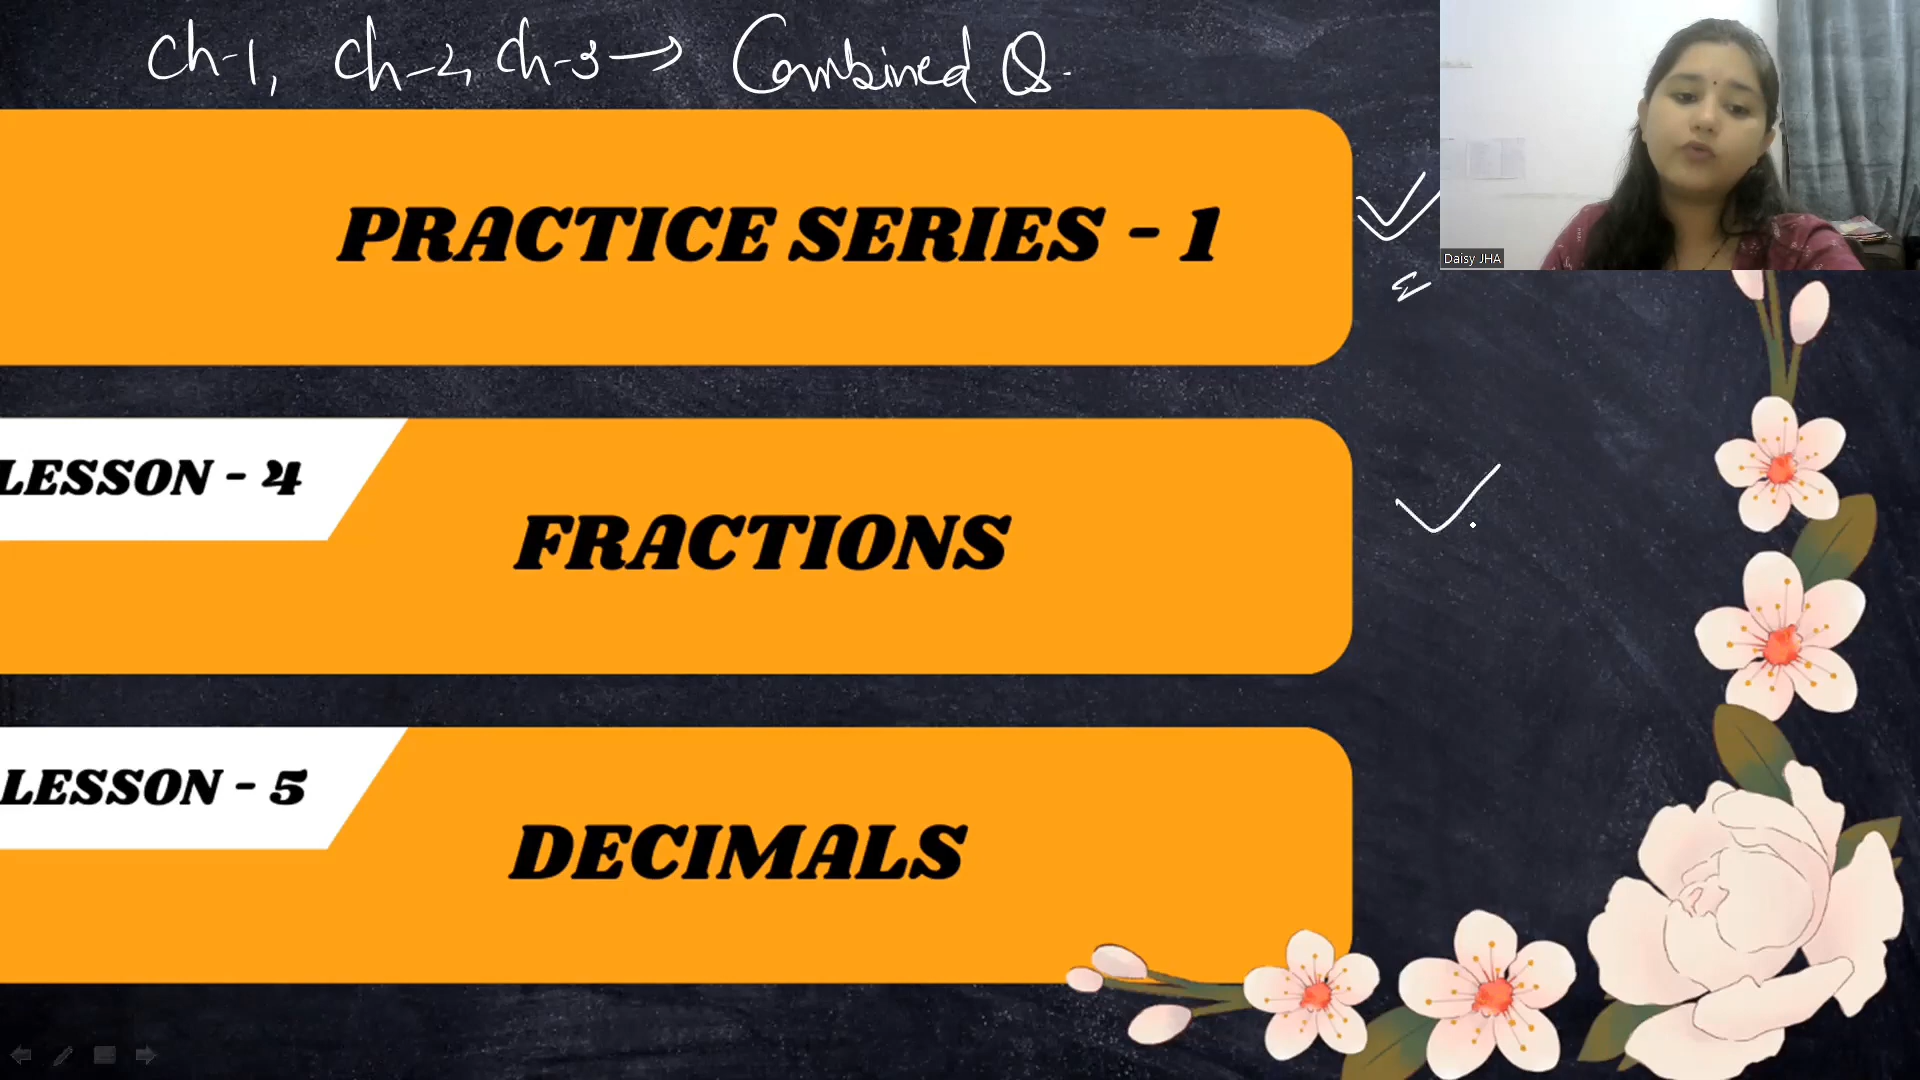 Ch-1, Ch-2, Ch-3 → Combined Q.
PRACTICE SERIES - 1
Daisy JHA
LESSON - 4
FRACTIONS
LESSON - 5
DECIMALS